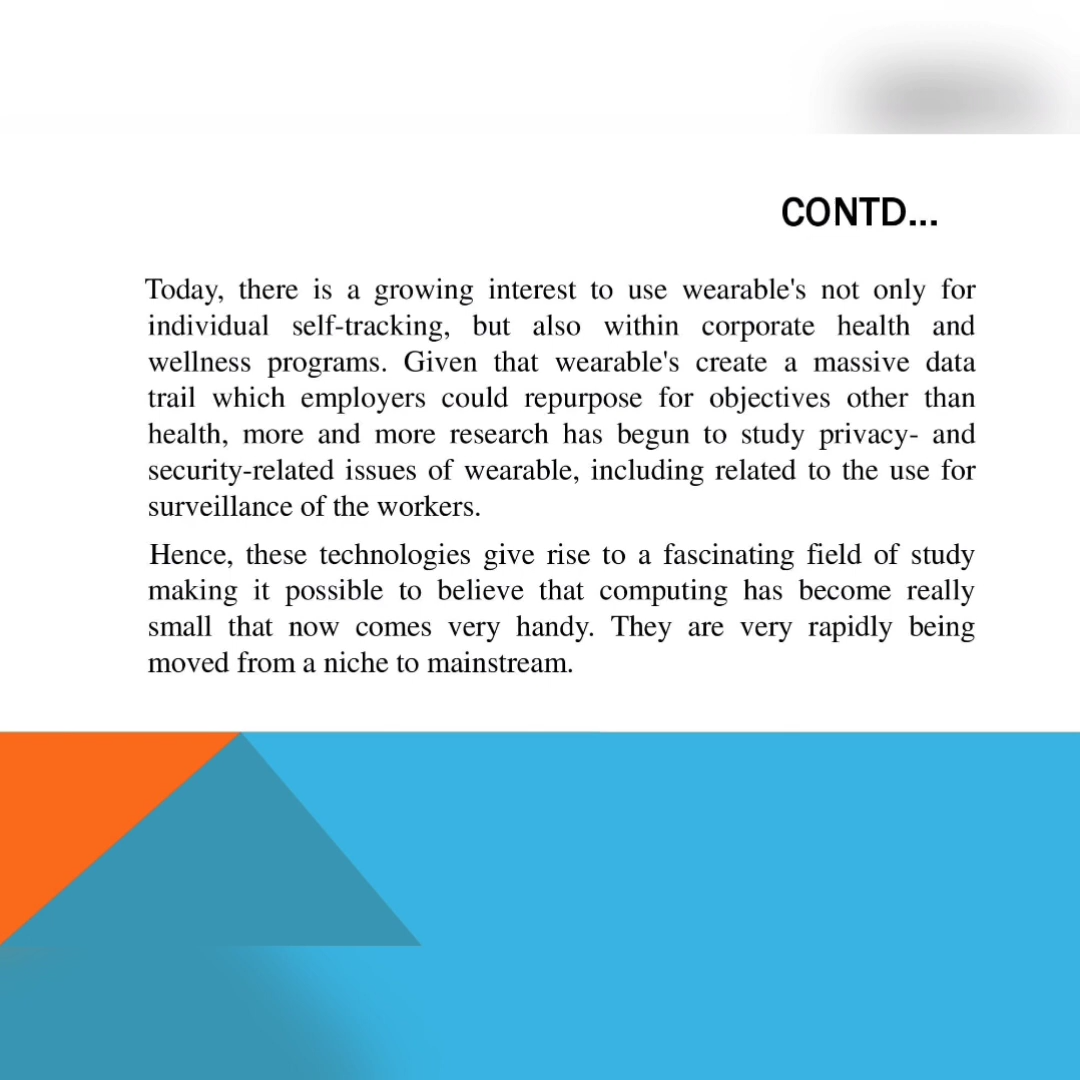 CONTD...
Today, there is a growing interest to use wearable's not only for
individual self-tracking, but also within corporate health and
wellness programs. Given that wearable's create a massive data
trail which employers could repurpose for objectives other than
health, more and more research has begun to study privacy- and
security-related issues of wearable, including related to the use for
surveillance of the workers.
Hence, these technologies give rise to a fascinating field of study
making it possible to believe that computing has become really
small that now comes very handy. They are very rapidly being
moved from a niche to mainstream.